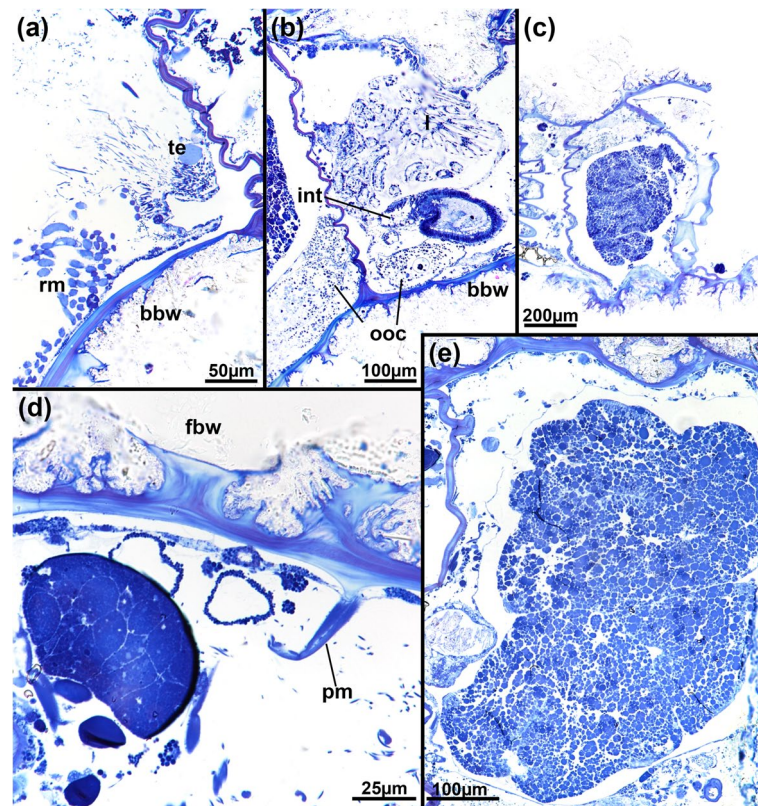 (a)
te
rm
bbw
50µm
(b)
l
int
ooc
bbw
100µm
(c)
200µm
(d)
fbw
pm
25µm
(e)
100µm